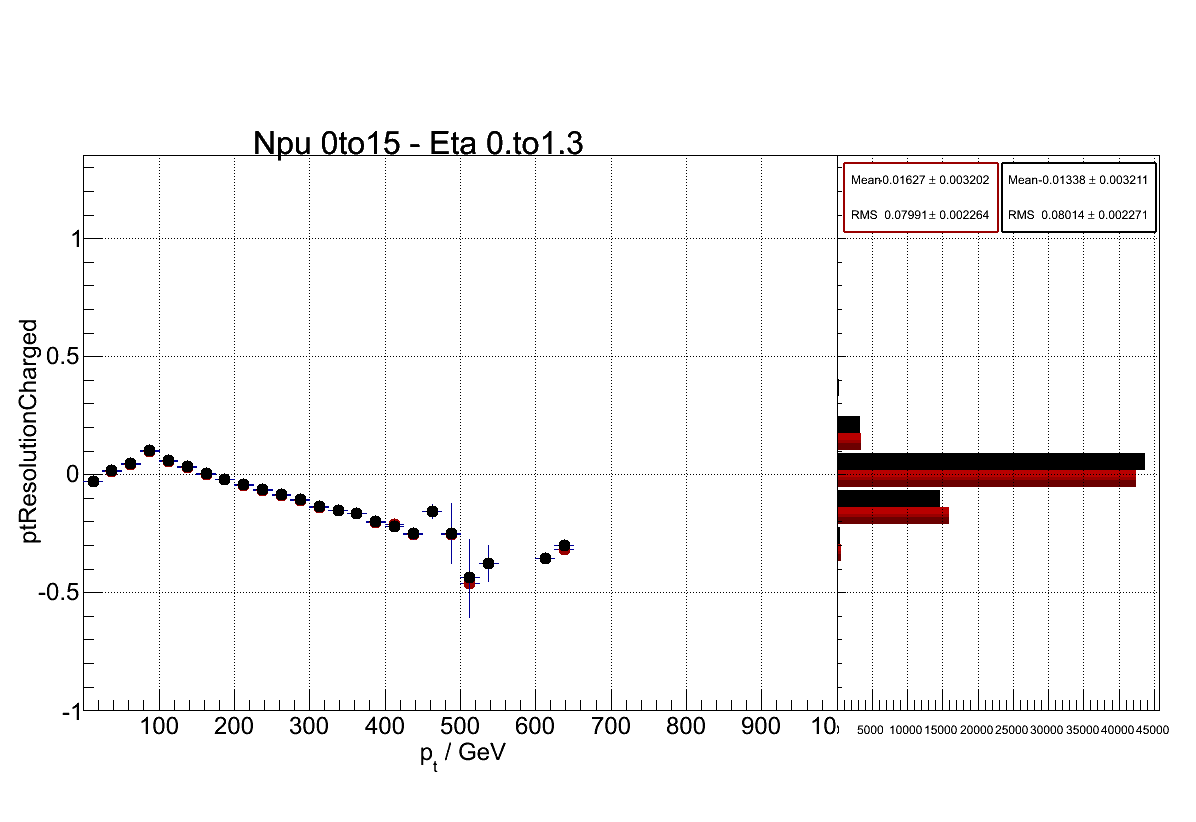 Npu 0to15 - Eta 0.to1.3
Mean-0.01627 ± 0.003202
RMS 0.07991± 0.002264
Mean-0.01338 ± 0.003211
RMS 0.08014 ± 0.002271
ptResolutionCharged
1
0.5
0
-0.5
-1
100 200 300 400 500 600 700 800 900 10
5000 10000 15000 20000 25000 30000 35000 40000 45000
pt / GeV